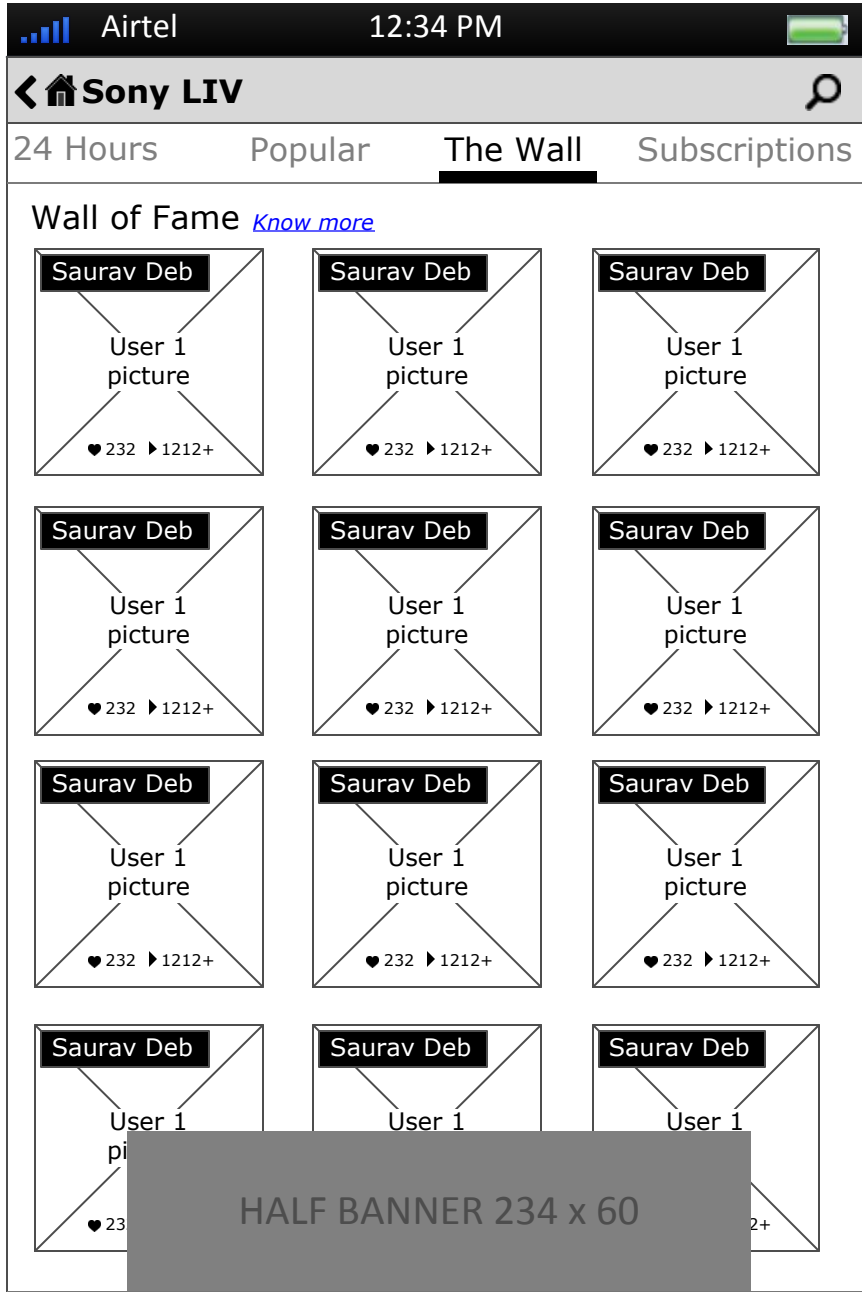 Airtel 12:34 PM
Sony LIV
24 Hours Popular The Wall Subscriptions
Wall of Fame Know more
Saurav Deb Saurav Deb Saurav Deb
User 1 User 1 User 1
picture picture picture
232 1212+ 232 1212+ 232 1212+
Saurav Deb Saurav Deb Saurav Deb
User 1 User 1 User 1
picture picture picture
232 1212+ 232 1212+ 232 1212+
Saurav Deb Saurav Deb Saurav Deb
User 1 User 1 User 1
picture picture picture
232 1212+ 232 1212+ 232 1212+
Saurav Deb Saurav Deb Saurav Deb
User 1 User 1 User 1
HALF BANNER 234 x 60